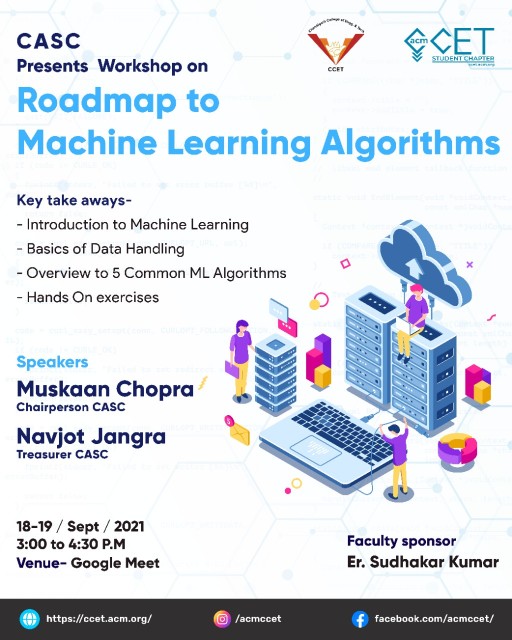 CASC
Presents Workshop on
Roadmap to
Machine Learning Algorithms
CCET
acm CCET
STUDENT CHAPTER
Key take aways-
- Introduction to Machine Learning
- Basics of Data Handling
- Overview to 5 Common ML Algorithms
- Hands On exercises
Speakers
Muskaan Chopra
Chairperson CASC
Navjot Jangra
Treasurer CASC
18-19 / Sept / 2021
3:00 to 4:30 P.M
Venue- Google Meet
Faculty sponsor
Er. Sudhakar Kumar
https://ccet.acm.org/
/acmccet
facebook.com/acmccet/